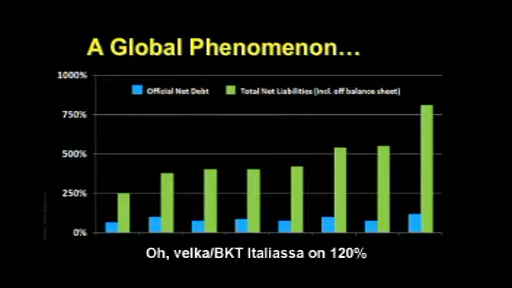 A Global Phenomenon…
1000%
Official Net Debt Total Net Liabilities (incl. off balance sheet)
750%
500%
250%
0%
Oh, velka/BKT Italiassa on 120%